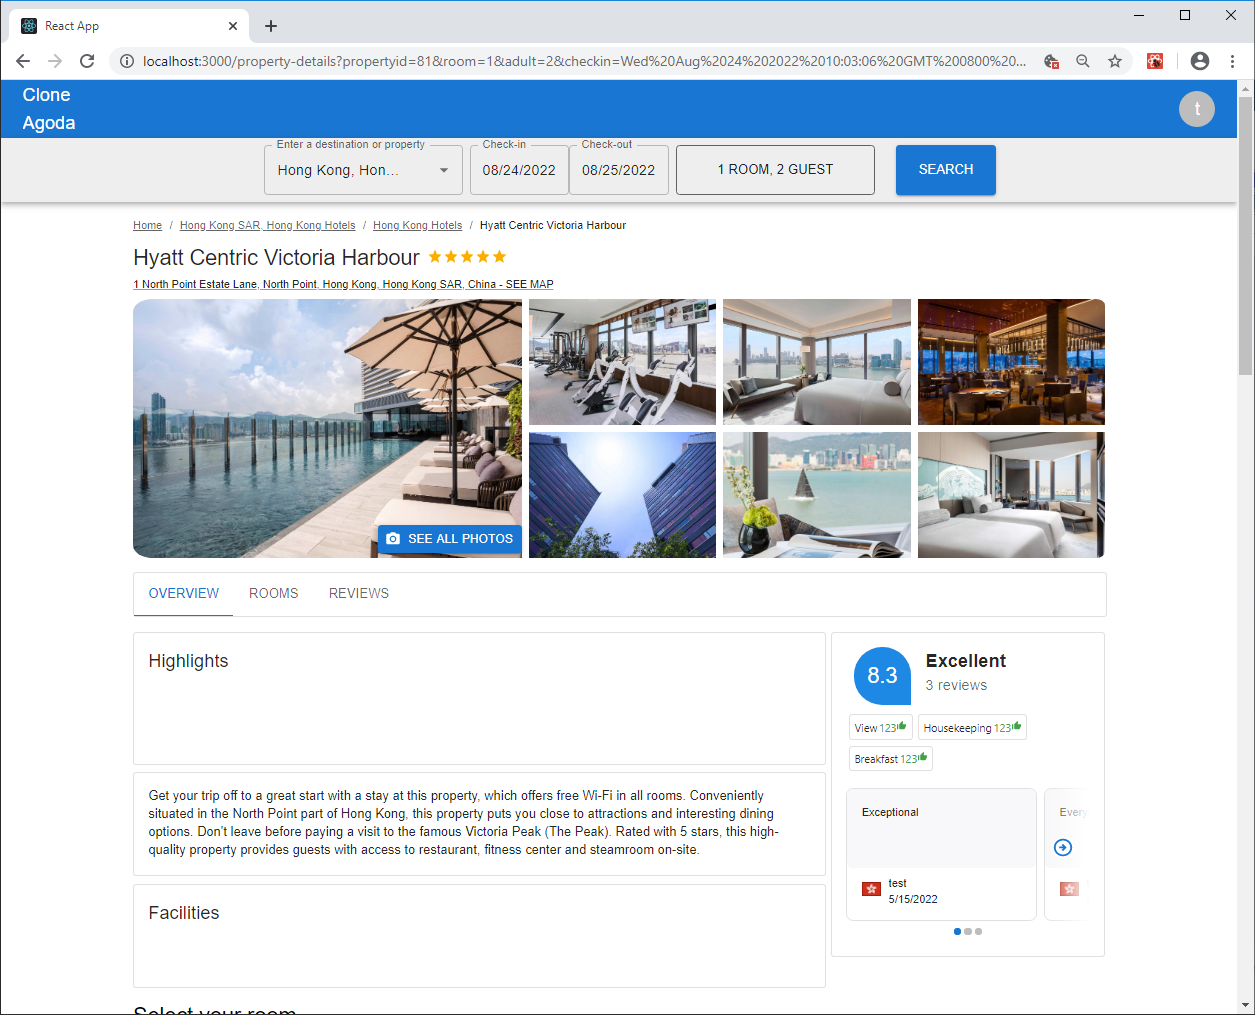 React App
localhost:3000/property-details?propertyid=81&room=1&adult=2&checkin=Wed%20Aug%2024%202022%2010:03:06%20GMT%200800%20...
Clone
Agoda
t
Enter a destination or property
Hong Kong, Hon...
Check-in
08/24/2022
Check-out
08/25/2022
1 ROOM, 2 GUEST
SEARCH
Home / Hong Kong SAR, Hong Kong Hotels / Hong Kong Hotels / Hyatt Centric Victoria Harbour
Hyatt Centric Victoria Harbour
1 North Point Estate Lane, North Point, Hong Kong, Hong Kong SAR, China - SEE MAP
SEE ALL PHOTOS
OVERVIEW ROOMS REVIEWS
Highlights
Get your trip off to a great start with a stay at this property, which offers free Wi-Fi in all rooms. Conveniently
situated in the North Point part of Hong Kong, this property puts you close to attractions and interesting dining
options. Don't leave before paying a visit to the famous Victoria Peak (The Peak). Rated with 5 stars, this high-
quality property provides guests with access to restaurant, fitness center and steamroom on-site.
Facilities
Select your room
8.3
Excellent
3 reviews
View 123
Housekeeping 123
Breakfast 123
Exceptional
test
5/15/2022
Every